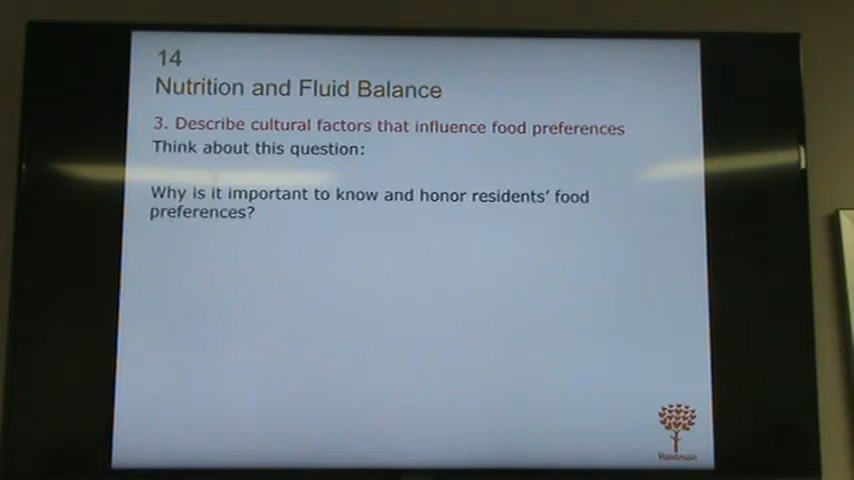 14
Nutrition and Fluid Balance
3. Describe cultural factors that influence food preferences
Think about this question:
Why is it important to know and honor residents' food
preferences?
Hartman